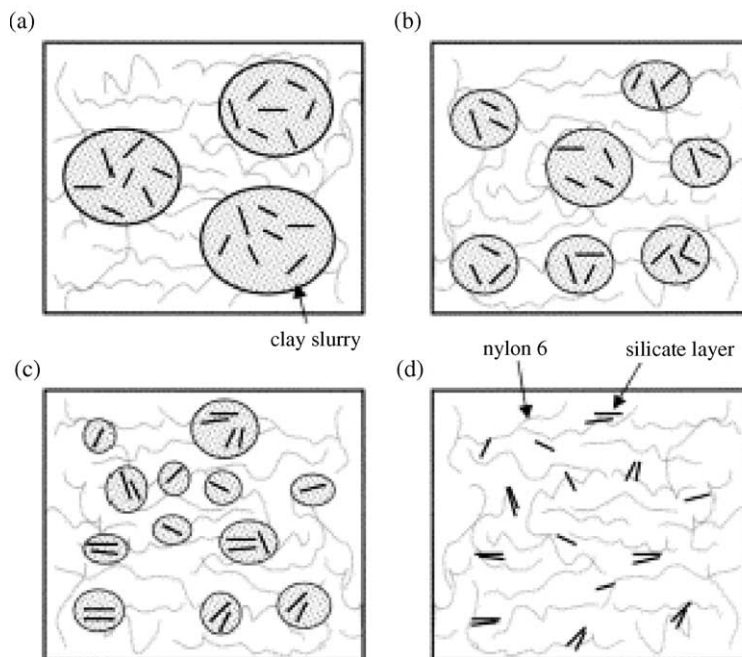 (a)
(b)
clay slurry
nylon 6
silicate layer
(c)
(d)